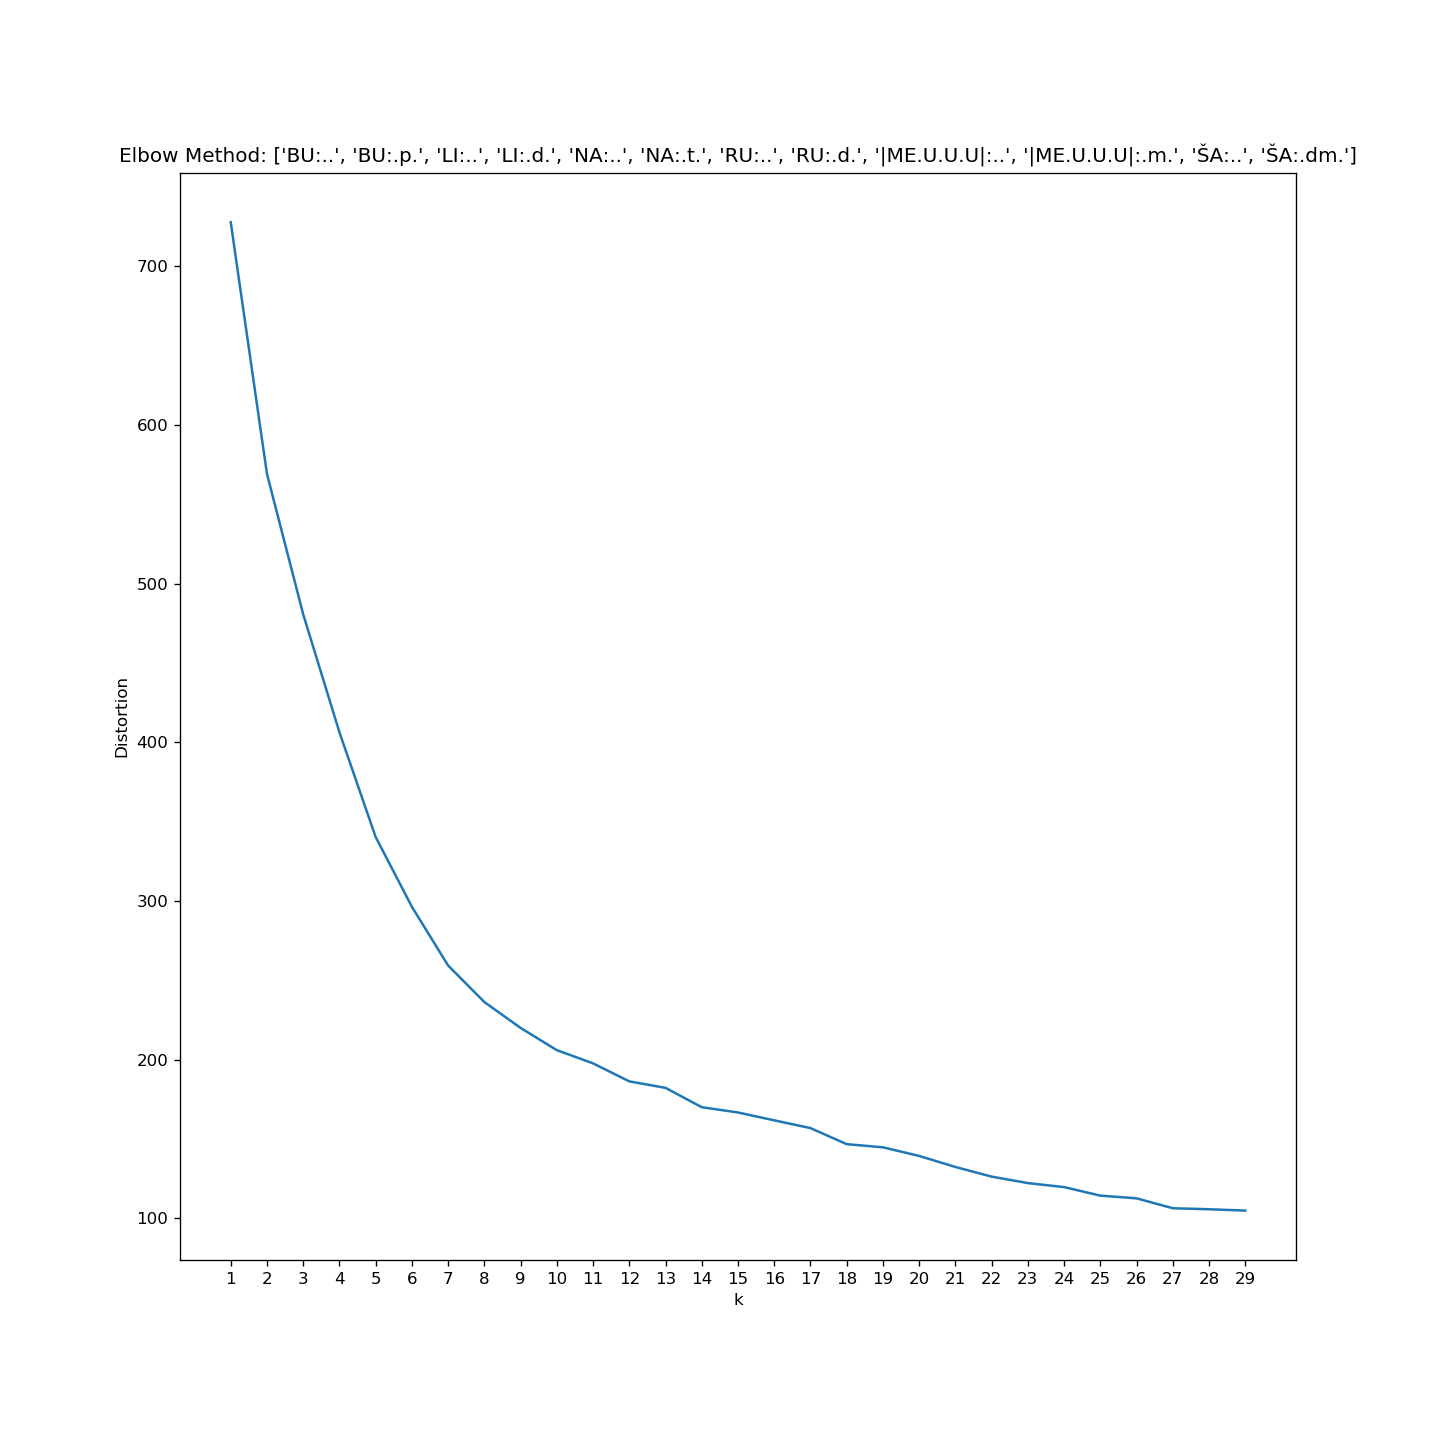 Elbow Method: ['BU:..', 'BU:.p.', 'LI:..', 'LI:.d.', 'NA:..', 'NA:.t.', 'RU:..', 'RU:.d.', '|ME.U.U.U|:..', '|ME.U.U.U|:.m.', 'ŠA:..', 'ŠA:.dm.']
700
600
500
400
300
200
100
Distortion
1 2 3 4 5 6 7 8 9 10 11 12 13 14 15 16 17 18 19 20 21 22 23 24 25 26 27 28 29
k